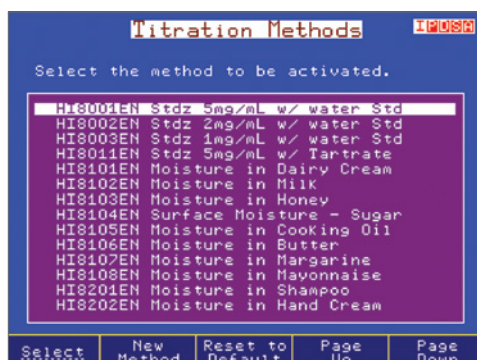 Titration Methods
IPOSA
Select the method to be activated.
HI8001EN Stdz 5mg/mL w/ water Std
HI8002EN Stdz 2mg/mL w/ water Std
HI8003EN Stdz 1mg/mL w/ water Std
HI8011EN Stdz 5mg/mL w/ Tartrate
HI8101EN Moisture in Dairy Cream
HI8102EN Moisture in Milk
HI8103EN Moisture in Honey
HI8104EN Surface Moisture - Sugar
HI8105EN Moisture in Cooking Oil
HI8106EN Moisture in Butter
HI8107EN Moisture in Margarine
HI8108EN Moisture in Mayonnaise
HI8201EN Moisture in Shampoo
HI8202EN Moisture in Hand Cream
Select New Method Reset to Default Page Up Page Down